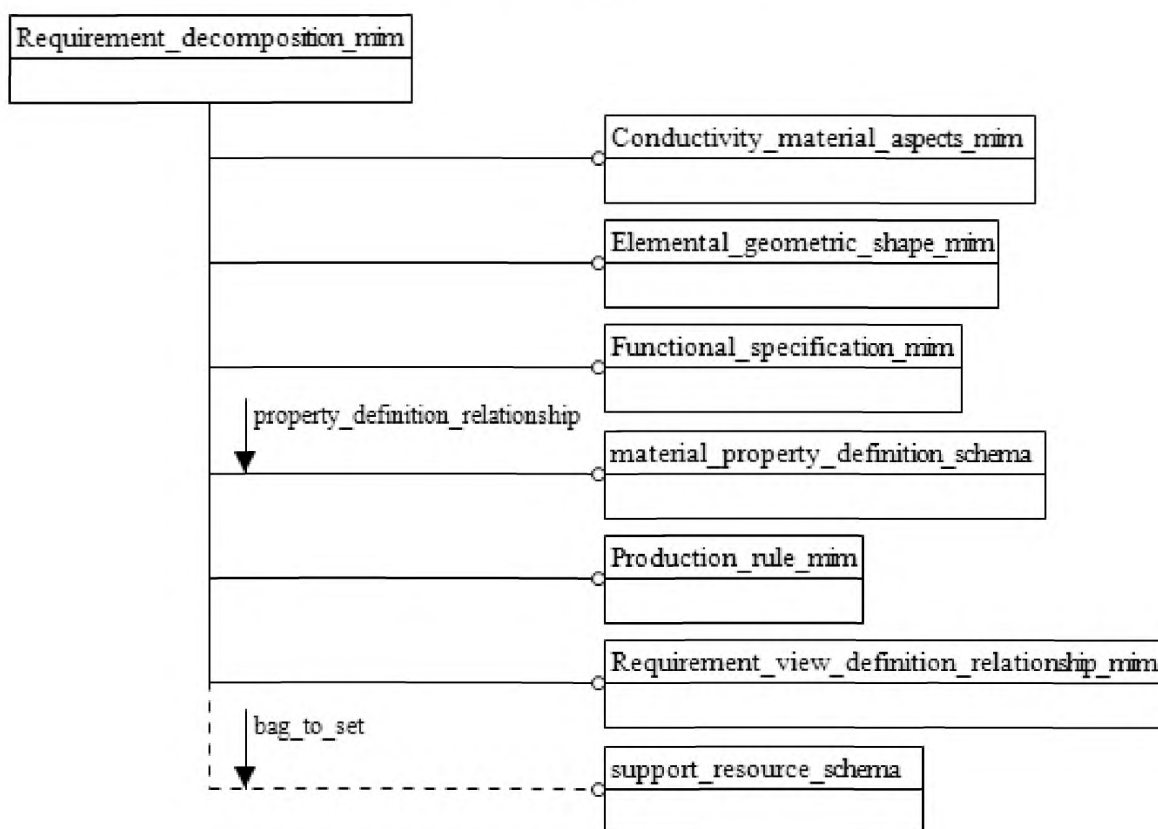 Requirement_decomposition_mim
Conductivity_material_aspects_mim
Elemental_geometric_shape_mim
Functional_specification_mim
property_definition_relationship
material_property_definition_schema
Production_rule_mim
Requirement_view_definition_relationship_mim
bag_to_set
support_resource_schema